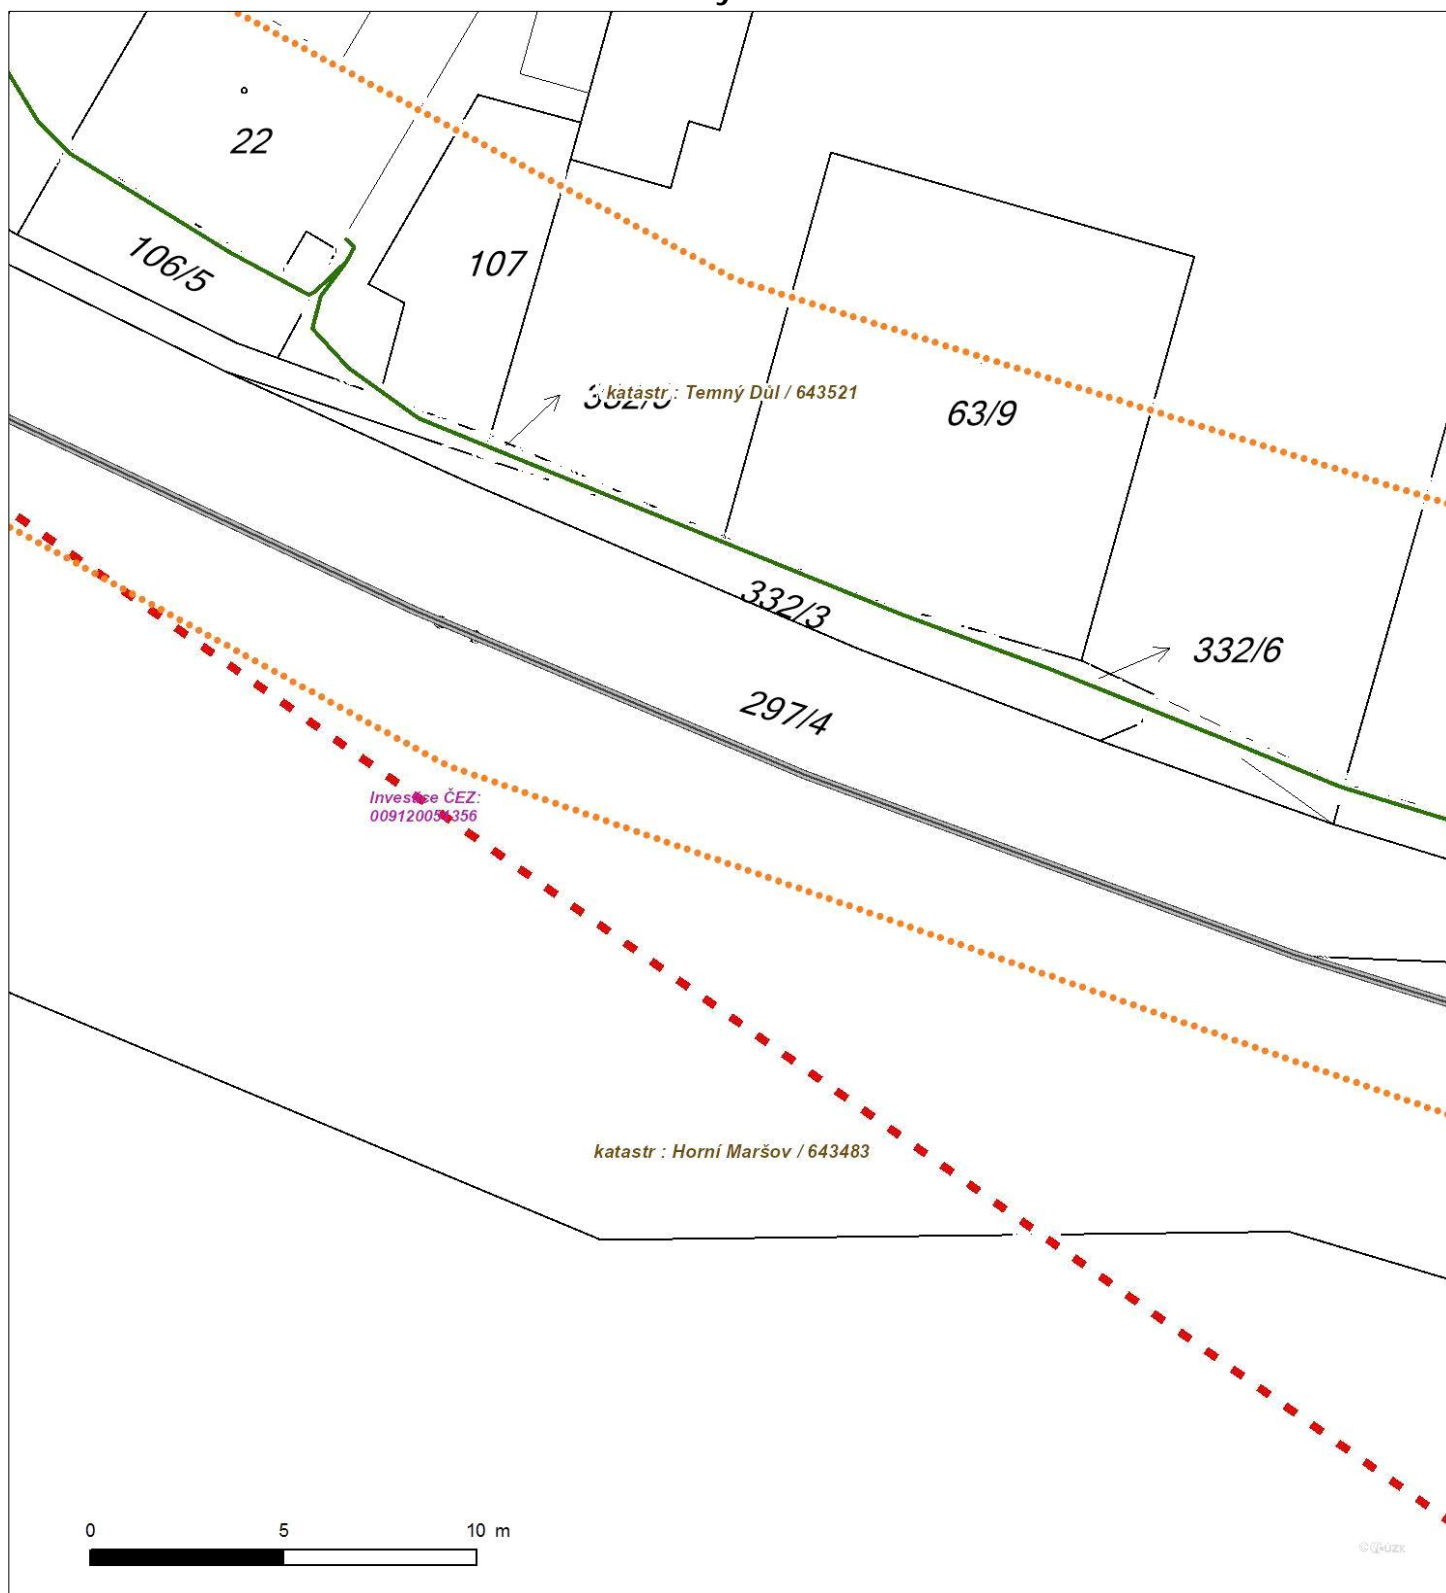 22
106/5
107
katastr : Temný Důl / 643521
63/9
332/3
332/6
297/4
Investice ČEZ:
katastr : Horní Maršov / 643483
0 5 10 m